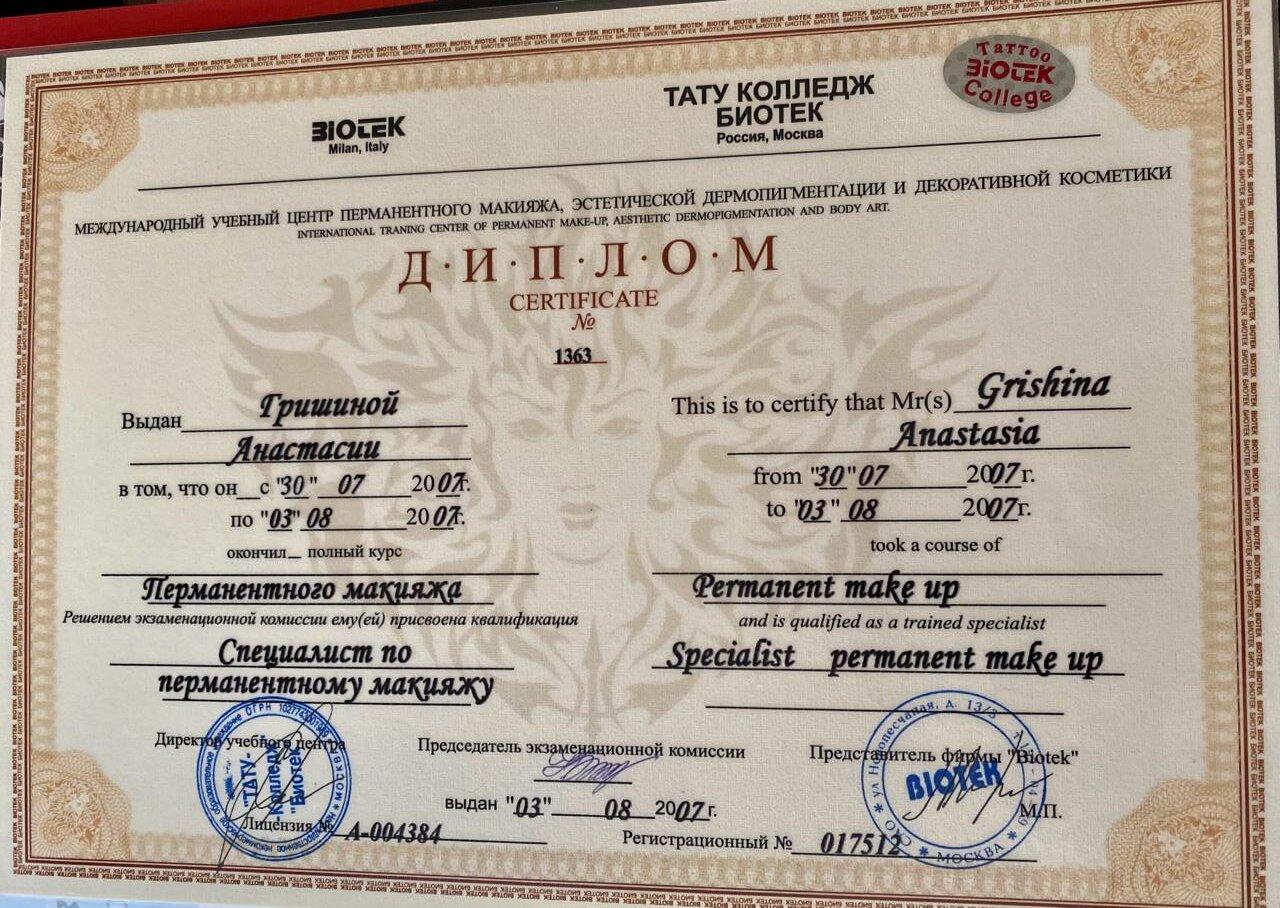 Tattoo
BIOTEK
College
BIOTEK
Milan, Italy
ТАТУ КОЛЛЕДЖ
БИОТЕК
Россия, Москва
МЕЖДУНАРОДНЫЙ УЧЕБНЫЙ ЦЕНТР ПЕРМАНЕНТНОГО МАКИЯЖА, ЭСТЕТИЧЕСКОЙ ДЕРМОПИГМЕНТАЦИИ И ДЕКОРАТИВНОЙ КОСМЕТИКИ
INTERNATIONAL TRANING CENTER OF PERMANENT MAKE-UP, AESTHETIC DERMOPIGMENTATION AND BODY ART.
Д·И·П·Л·О·М
CERTIFICATE
№
1363
Выдан Гришиной
Анастасии
в том, что он__с "30" 07 2007г.
по "03" 08 2007г.
окончил_ полный курс
Перманентного макияжа
Решением экзаменационной комиссии ему(ей) присвоена квалификация
Специалист по
перманентному макияжу
This is to certify that Mr(s) Grishina
Anastasia
from "30" 07 2007г.
to "03" 08 2007г.
took a course of
Permanent make up
and is qualified as a trained specialist
Specialist permanent make up
Директор учебного центра
Председатель экзаменационной комиссии
Представитель фирмы "Biotek"
"ТАТУ-
Колледж
"Биотек"
BIOTEK
МОСКВА
выдан "03" 08 2007г.
М.П.
Лицензия № А-004384
Регистрационный № 017512